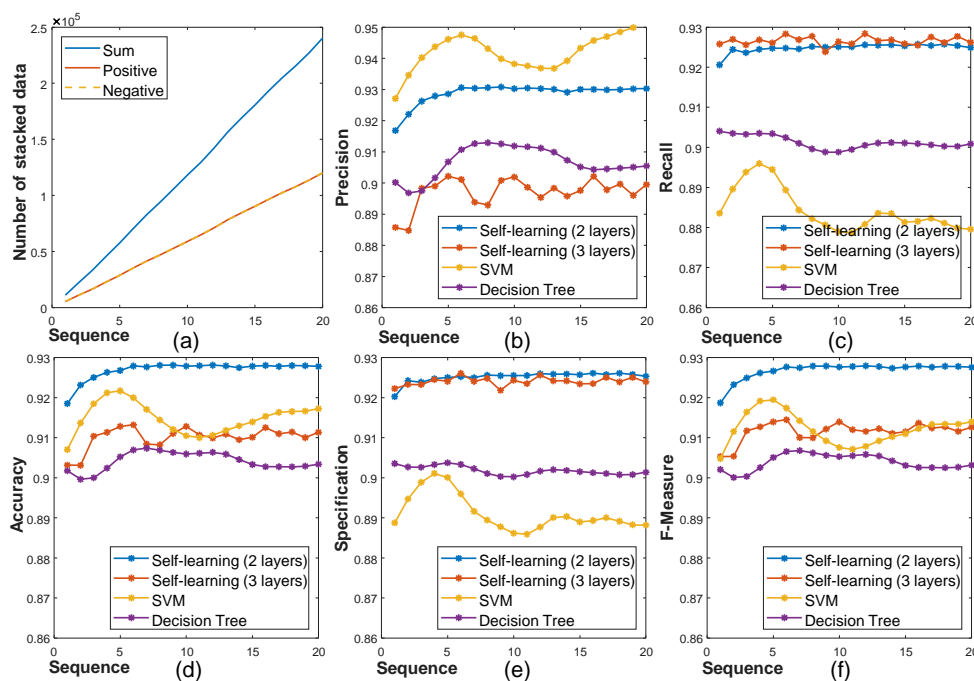 ×10^5
2.5
2
1.5
1
0.5
0
Number of stacked data
Sum
Positive
Negative
0 5 10 15 20
Sequence
(a)
0.95
0.94
0.93
0.92
0.91
0.9
0.89
0.88
0.87
0.86
Precision
Self-learning (2 layers)
Self-learning (3 layers)
SVM
Decision Tree
0 5 10 15 20
Sequence
(b)
0.93
0.92
0.91
0.9
0.89
0.88
0.87
0.86
Recall
Self-learning (2 layers)
Self-learning (3 layers)
SVM
Decision Tree
0 5 10 15 20
Sequence
(c)
0.93
0.92
0.91
0.9
0.89
0.88
0.87
0.86
Accuracy
Self-learning (2 layers)
Self-learning (3 layers)
SVM
Decision Tree
0 5 10 15 20
Sequence
(d)
0.93
0.92
0.91
0.9
0.89
0.88
0.87
0.86
Specification
Self-learning (2 layers)
Self-learning (3 layers)
SVM
Decision Tree
0 5 10 15 20
Sequence
(e)
0.93
0.92
0.91
0.9
0.89
0.88
0.87
0.86
F-Measure
Self-learning (2 layers)
Self-learning (3 layers)
SVM
Decision Tree
0 5 10 15 20
Sequence
(f)